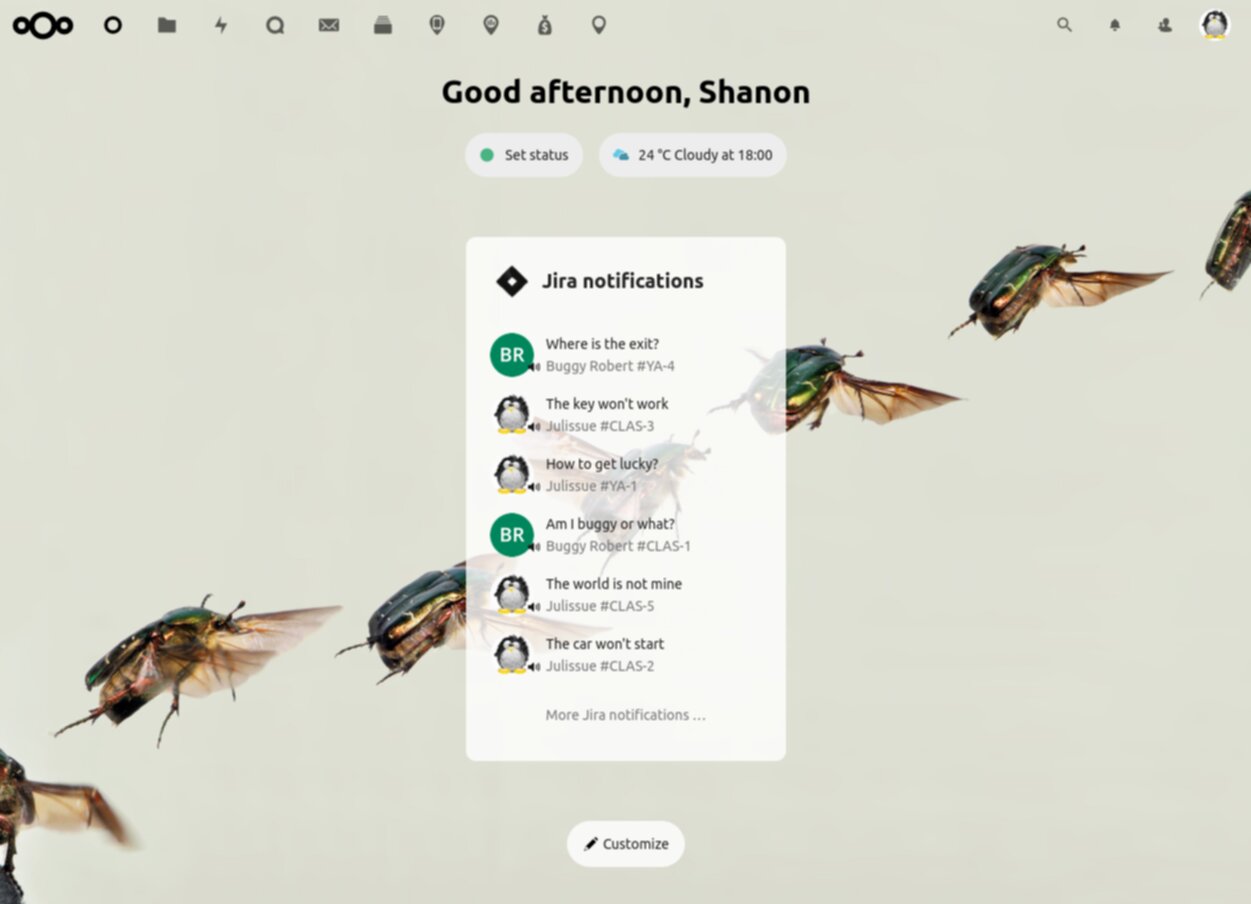 Good afternoon, Shanon
Set status
24 °C Cloudy at 18:00
Jira notifications
BR
Where is the exit?
Buggy Robert #YA-4
The key won't work
Julissue #CLAS-3
How to get lucky?
Julissue #YA-1
BR
Am I buggy or what?
Buggy Robert #CLAS-1
The world is not mine
Julissue #CLAS-5
The car won't start
Julissue #CLAS-2
More Jira notifications …
Customize